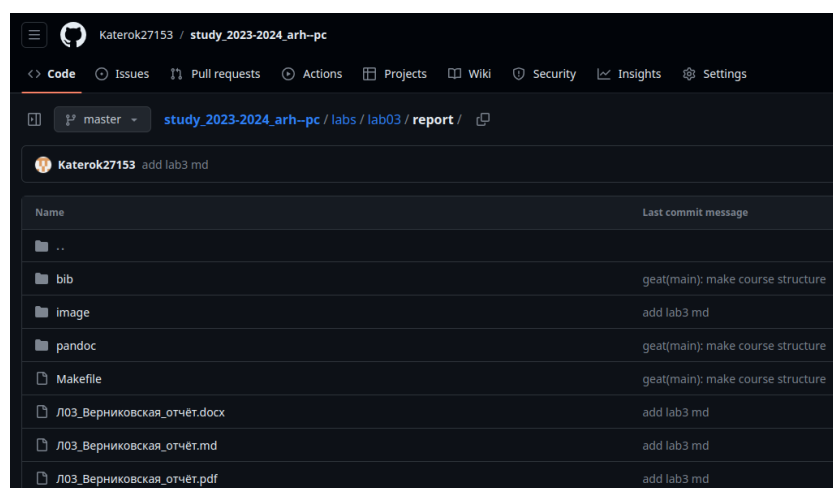 Katerok27153 / study_2023-2024_arh--pc
Code Issues Pull requests Actions Projects Wiki Security Insights Settings
master study_2023-2024_arh--pc / labs / lab03 / report /
Katerok27153 add lab3 md
Name Last commit message
..
bib geat(main): make course structure
image add lab3 md
pandoc geat(main): make course structure
Makefile geat(main): make course structure
Л03_Верниковская_отчёт.docx add lab3 md
Л03_Верниковская_отчёт.md add lab3 md
Л03_Верниковская_отчёт.pdf add lab3 md